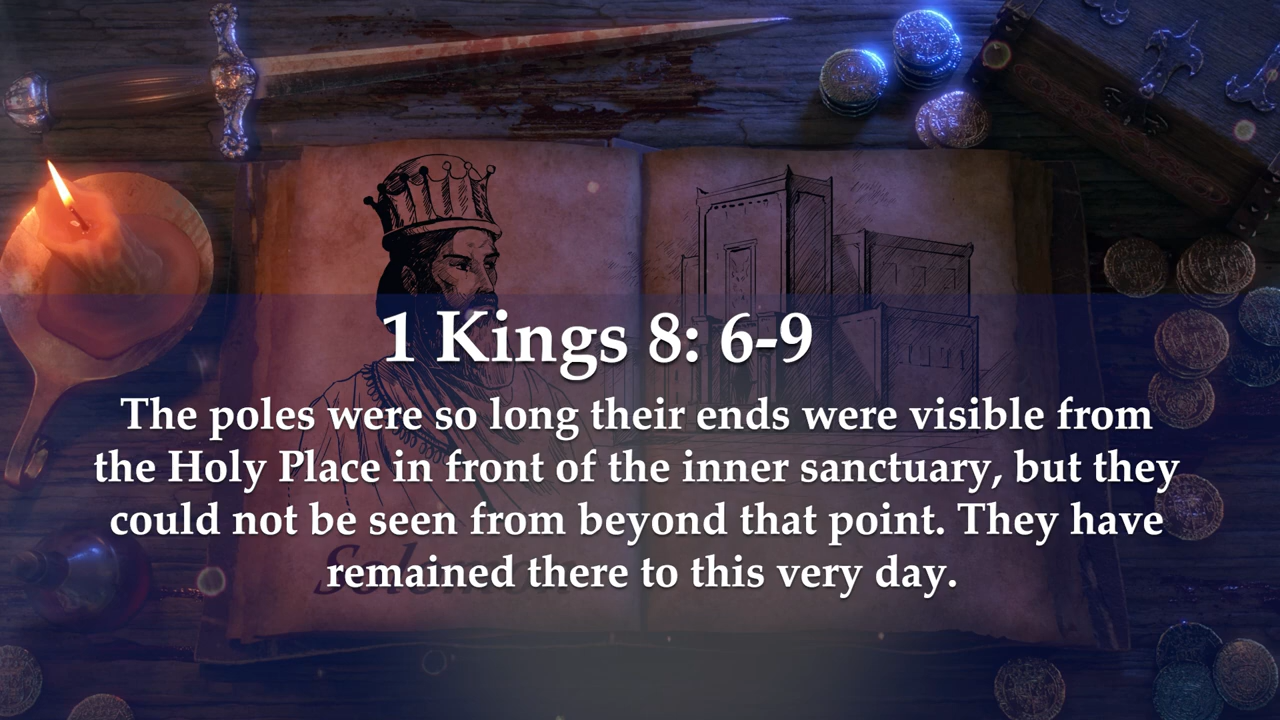 1 Kings 8: 6-9
The poles were so long their ends were visible from
the Holy Place in front of the inner sanctuary, but they
could not be seen from beyond that point. They have
remained there to this very day.